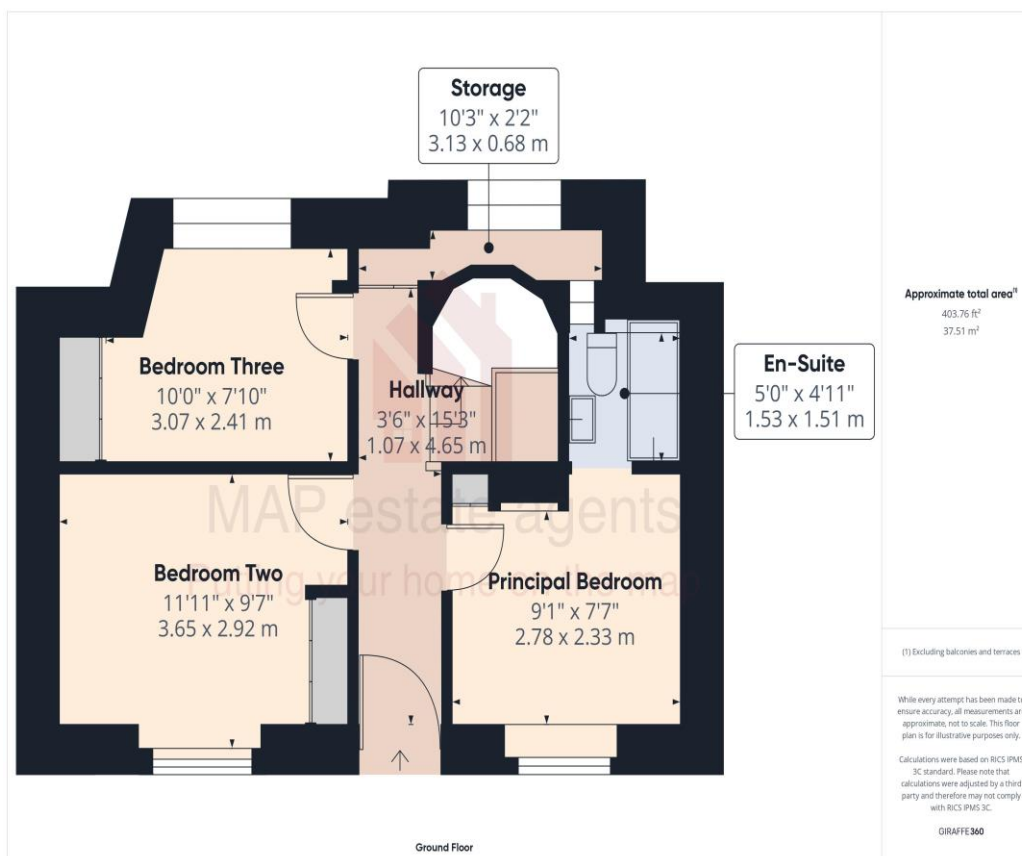 Storage
10'3" x 2'2"
3.13 x 0.68 m
Approximate total area⁽¹⁾
403.76 ft²
37.51 m²
Bedroom Three
10'0" x 7'10"
3.07 x 2.41 m
Hallway
3'6" x 15'3"
1.07 x 4.65 m
En-Suite
5'0" x 4'11"
1.53 x 1.51 m
MAP estate agents
Putting your home on the map
Bedroom Two
11'11" x 9'7"
3.65 x 2.92 m
Principal Bedroom
9'1" x 7'7"
2.78 x 2.33 m
(1) Excluding balconies and terraces
While every attempt has been made to
ensure accuracy, all measurements are
approximate, not to scale. This floor
plan is for illustrative purposes only.
Calculations were based on RICS IPMS
3C standard. Please note that
calculations were adjusted by a third
party and therefore may not comply
with RICS IPMS 3C.
GIRAFFE360
Ground Floor